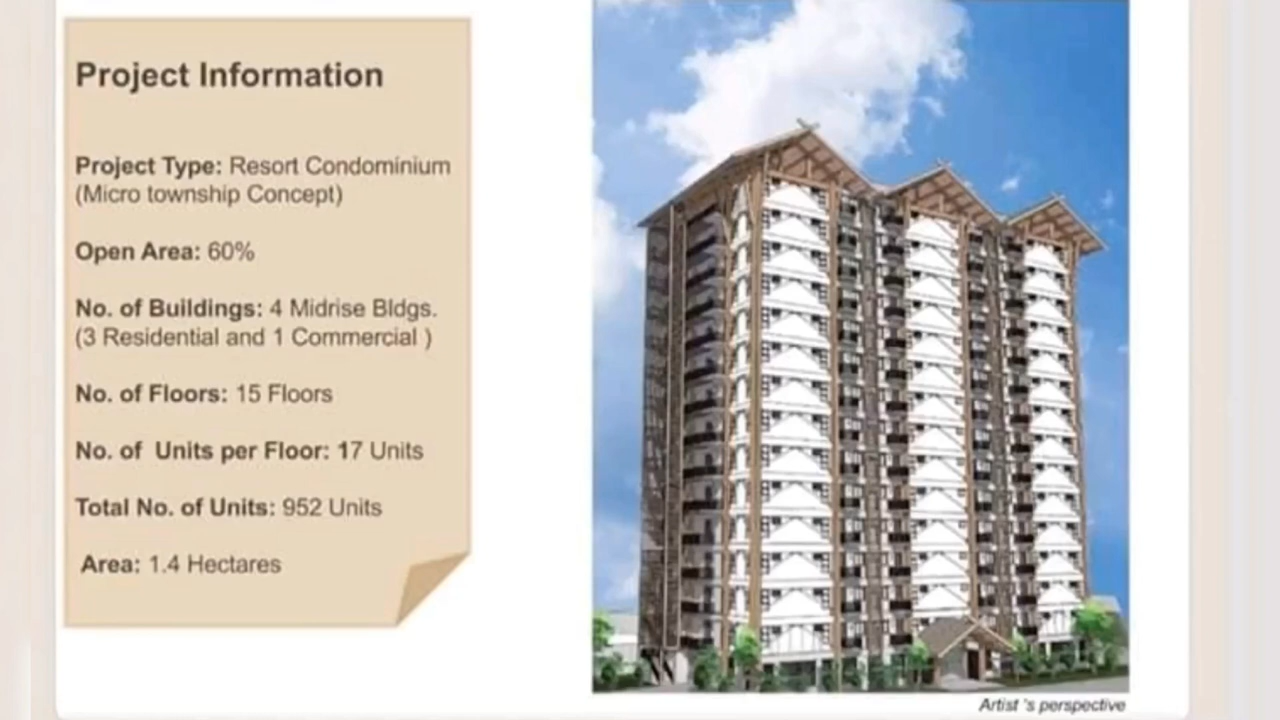 Project Information
Project Type: Resort Condominium
(Micro township Concept)
Open Area: 60%
No. of Buildings: 4 Midrise Bldgs.
(3 Residential and 1 Commercial )
No. of Floors: 15 Floors
No. of  Units per Floor: 17 Units
Total No. of Units: 952 Units
Area: 1.4 Hectares
Artist 's perspective